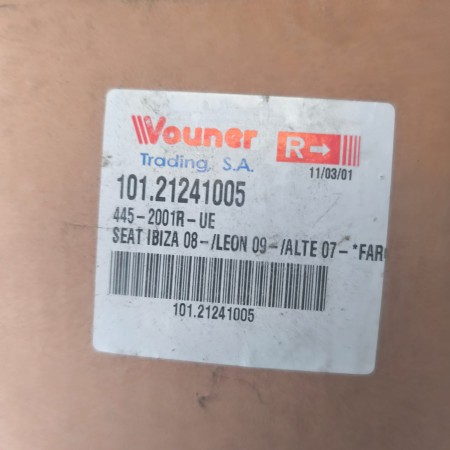 Vouner
R→
Trading, S.A.
11/03/01
101.21241005
445-2001R-UE
SEAT IBIZA 08-/LEON 09-/ALTE 07-*FARO
101.21241005